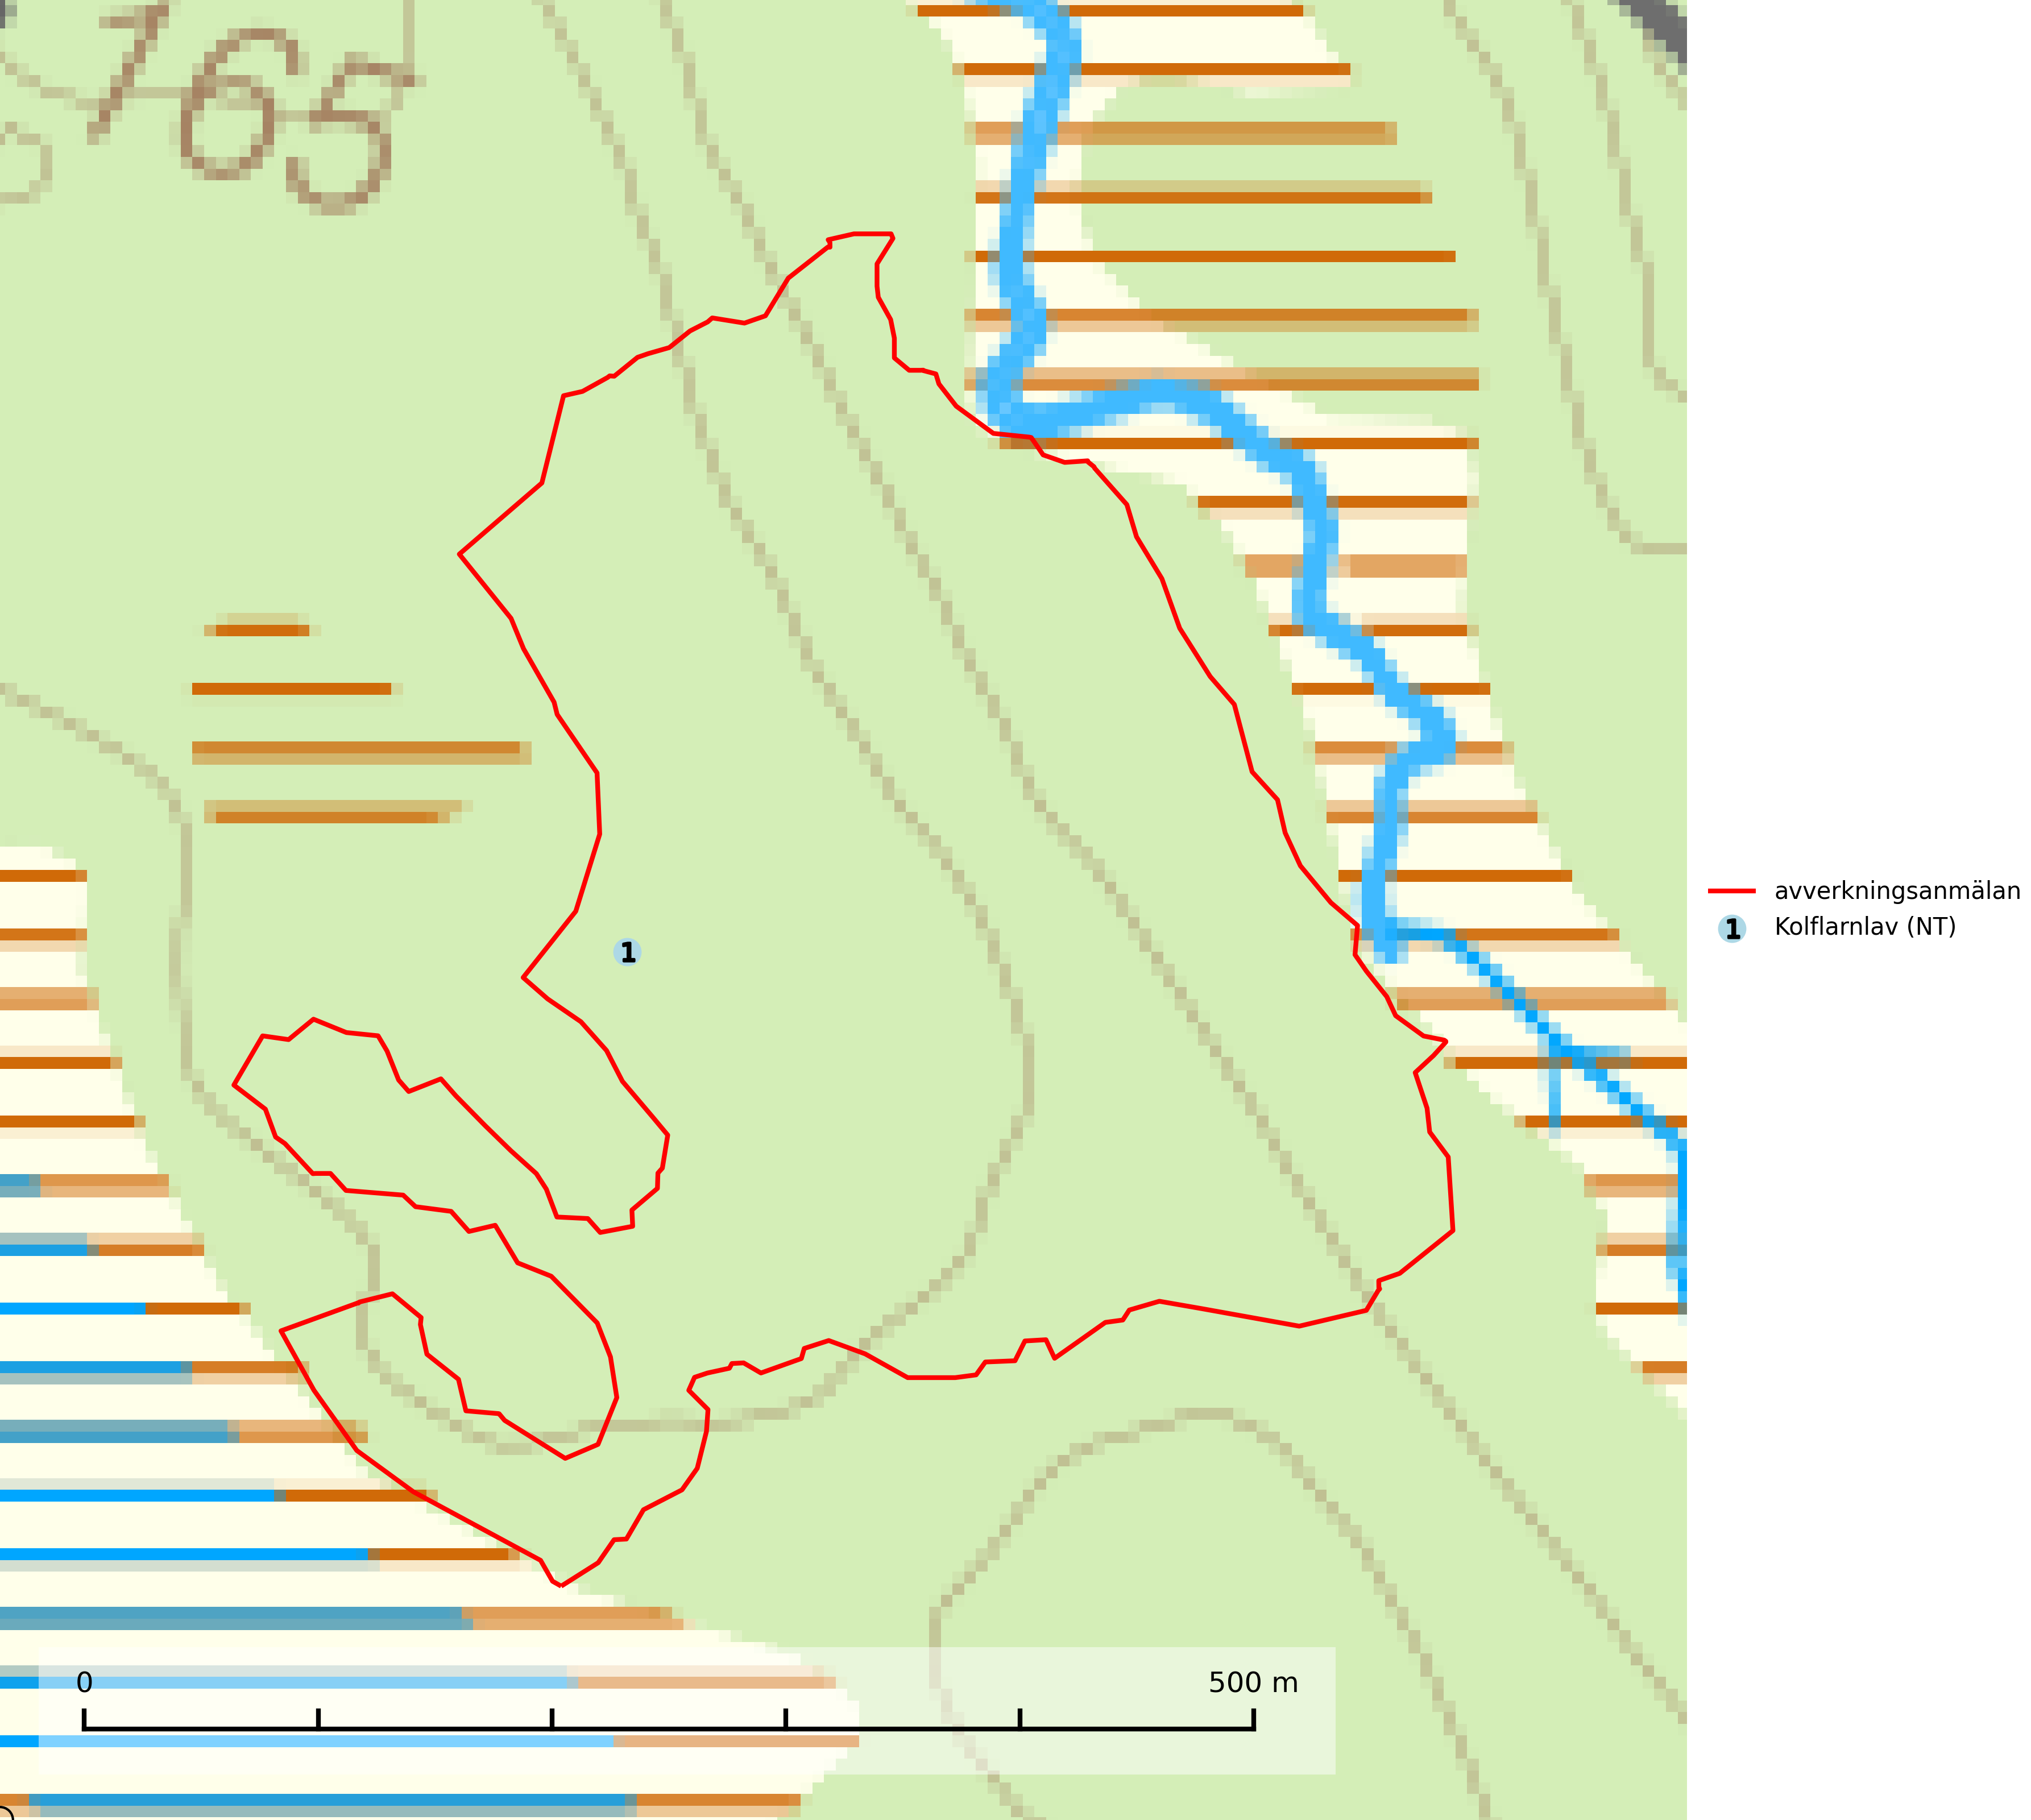 765
avverkningsanmälan
1 Kolflarnlav (NT)
1
0 500 m